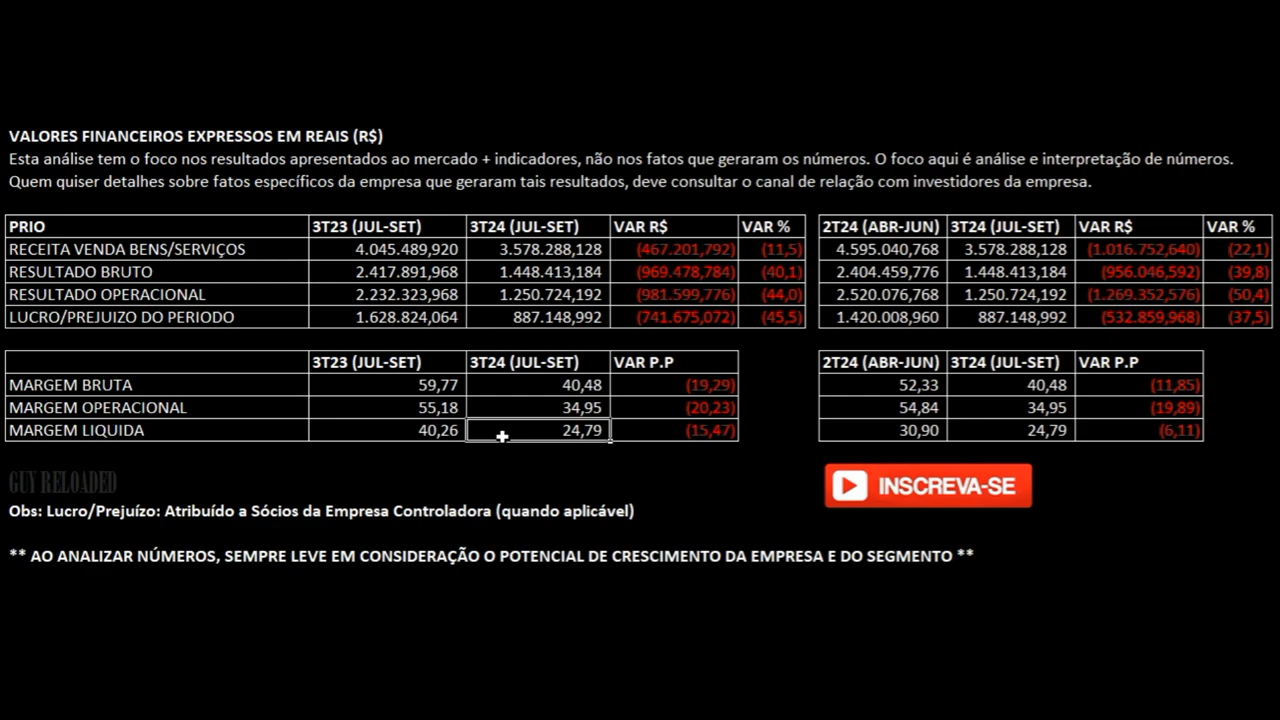 VALORES FINANCEIROS EXPRESSOS EM REAIS (R$)
Esta análise tem o foco nos resultados apresentados ao mercado + indicadores, não nos fatos que geraram os números. O foco aqui é análise e interpretação de números.
Quem quiser detalhes sobre fatos específicos da empresa que geraram tais resultados, deve consultar o canal de relação com investidores da empresa.
PRIO 3T23 (JUL-SET) 3T24 (JUL-SET) VAR R$ VAR % 2T24 (ABR-JUN) 3T24 (JUL-SET) VAR R$ VAR %
RECEITA VENDA BENS/SERVIÇOS 4.045.489,920 3.578.288,128 (467.201,792) (11,5) 4.595.040,768 3.578.288,128 (1.016.752,640) (22,1)
RESULTADO BRUTO 2.417.891,968 1.448.413,184 (969.478,784) (40,1) 2.404.459,776 1.448.413,184 (956.046,592) (39,8)
RESULTADO OPERACIONAL 2.232.323,968 1.250.724,192 (981.599,776) (44,0) 2.520.076,768 1.250.724,192 (1.269.352,576) (50,4)
LUCRO/PREJUIZO DO PERIODO 1.628.824,064 887.148,992 (741.675,072) (45,5) 1.420.008,960 887.148,992 (532.859,968) (37,5)
3T23 (JUL-SET) 3T24 (JUL-SET) VAR P.P 2T24 (ABR-JUN) 3T24 (JUL-SET) VAR P.P
MARGEM BRUTA 59,77 40,48 (19,29) 52,33 40,48 (11,85)
MARGEM OPERACIONAL 55,18 34,95 (20,23) 54,84 34,95 (19,89)
MARGEM LIQUIDA 40,26 24,79 (15,47) 30,90 24,79 (6,11)
GUY RELOADED
INSCREVA-SE
Obs: Lucro/Prejuízo: Atribuído a Sócios da Empresa Controladora (quando aplicável)
** AO ANALIZAR NÚMEROS, SEMPRE LEVE EM CONSIDERAÇÃO O POTENCIAL DE CRESCIMENTO DA EMPRESA E DO SEGMENTO **